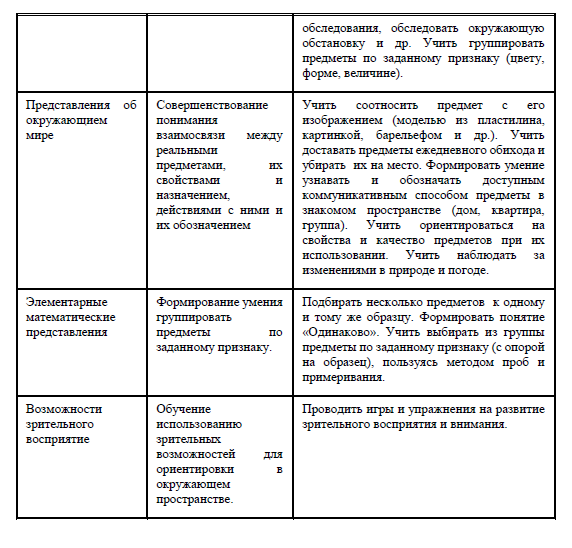 обследования, обследовать окружающую
обстановку и др. Учить группировать
предметы по заданному признаку (цвету,
форме, величине).
Представления об
окружающием
мире
Совершенствование
понимания
взаимосвязи между
реальными
предметами, их
свойствами и
назначением,
действиями с ними и
их обозначением
Учить соотносить предмет с его
изображением (моделью из пластилина,
картинкой, барельефом и др.). Учить
доставать предметы ежедневного обихода и
убирать их на место. Формировать умение
узнавать и обозначать доступным
коммуникативным способом предметы в
знакомом пространстве (дом, квартира,
группа). Учить ориентироваться на
свойства и качество предметов при их
использовании. Учить наблюдать за
изменениями в природе и погоде.
Элементарные
математические
представления
Формирование умения
группировать
предметы по
заданному признаку.
Подбирать несколько предметов к одному
и тому же образцу. Формировать понятие
«Одинаково». Учить выбирать из группы
предметы по заданному признаку (с опорой
на образец), пользуясь методом проб и
примеривания.
Возможности
зрительного
восприятие
Обучение
использованию
зрительных
возможностей для
ориентировки в
окружающем
пространстве.
Проводить игры и упражнения на развитие
зрительного восприятия и внимания.